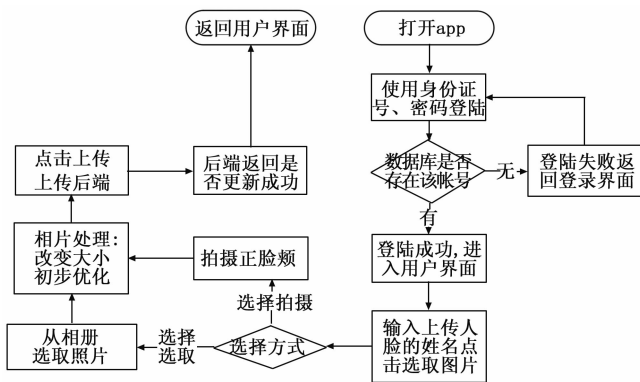 打开app
使用身份证
号、密码登陆
数据库是否
存在该帐号
无
登陆失败返
回登录界面
有
登陆成功,进
入用户界面
输入上传人
脸的姓名点
击选取图片
选择方式
选择拍摄
拍摄正脸颊
选择
选取
从相册
选取照片
相片处理:
改变大小
初步优化
点击上传
上传后端
后端返回是
否更新成功
返回用户界面